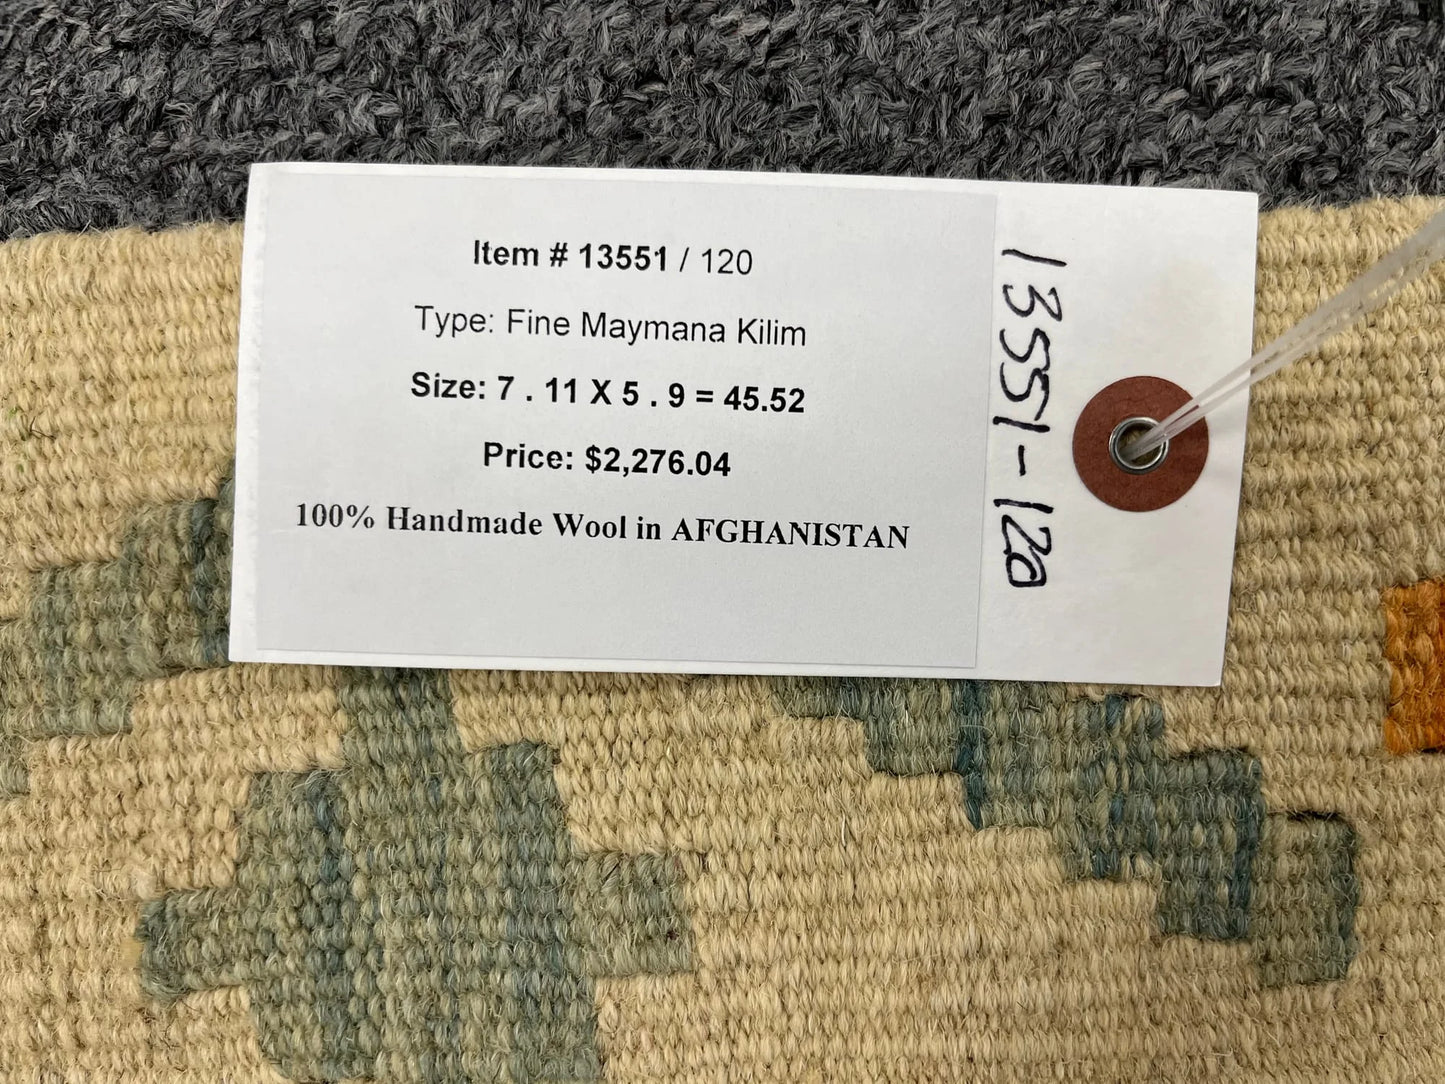 Item # 13551 / 120
Type: Fine Maymana Kilim
Size: 7 . 11 X 5 . 9 = 45.52
Price: $2,276.04
100% Handmade Wool in AFGHANISTAN
13551-120